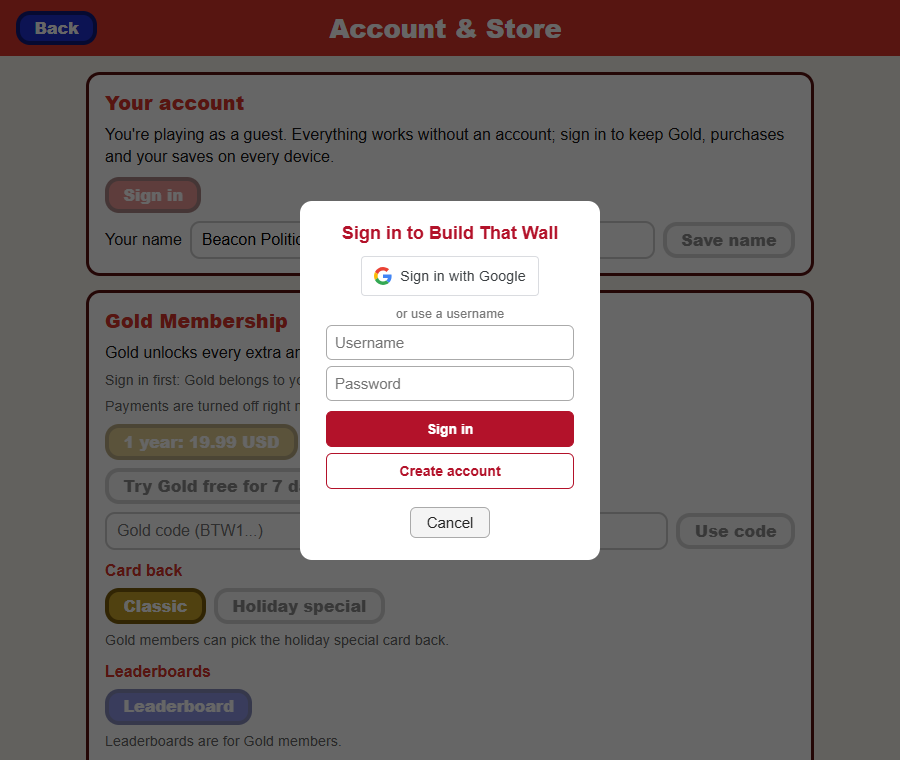 Back
Account & Store
Your account
You're playing as a guest. Everything works without an account; sign in to keep Gold, purchases
and your saves on every device.
Sign in
Your name
Beacon Politic
Save name
Sign in to Build That Wall
Sign in with Google
or use a username
Username
Password
Sign in
Create account
Cancel
Gold Membership
Gold unlocks every extra
Sign in first: Gold belongs to
Payments are turned off right
1 year: 19.99 USD
Try Gold free for 7
Gold code (BTW1...)
Use code
Card back
Classic
Holiday special
Gold members can pick the holiday special card back.
Leaderboards
Leaderboard
Leaderboards are for Gold members.